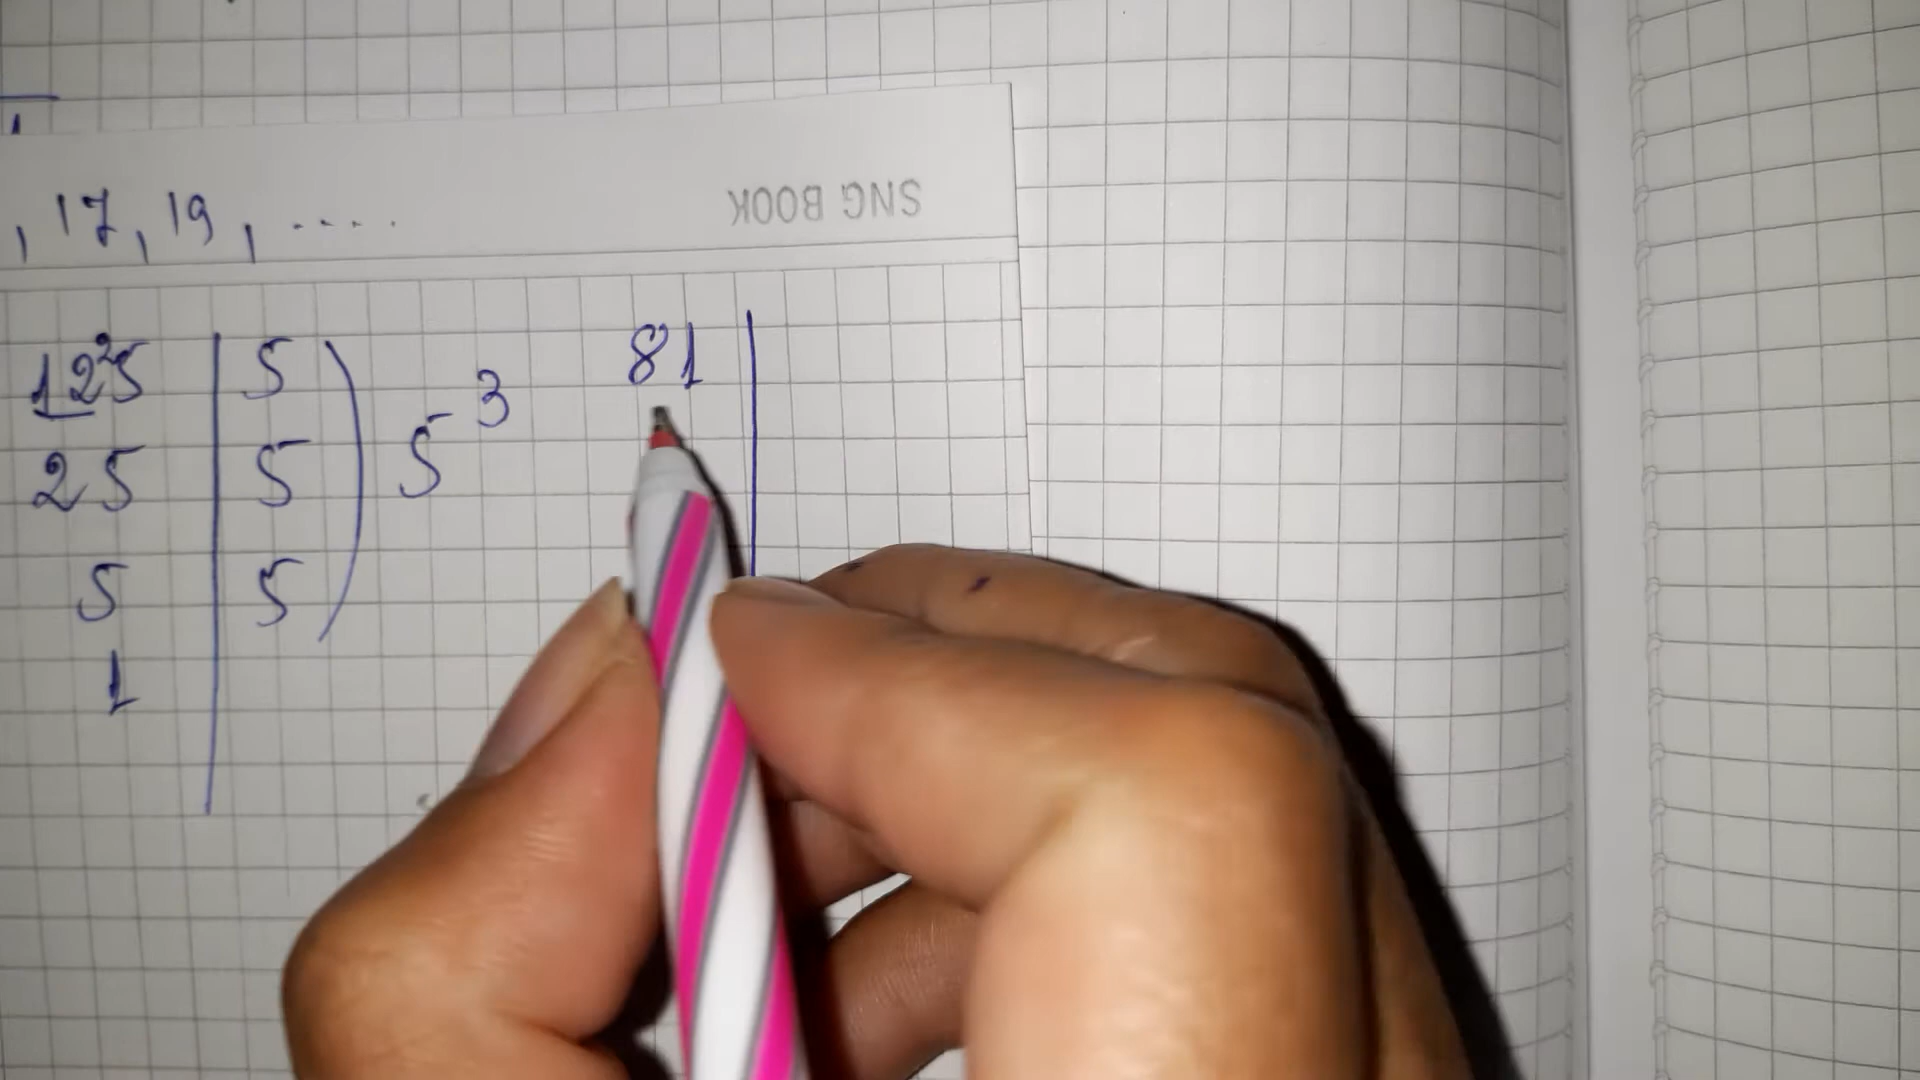 , 17, 19, ....
SNG BOOK
125 | 5
25 | 5
5 | 5
1
5³
81